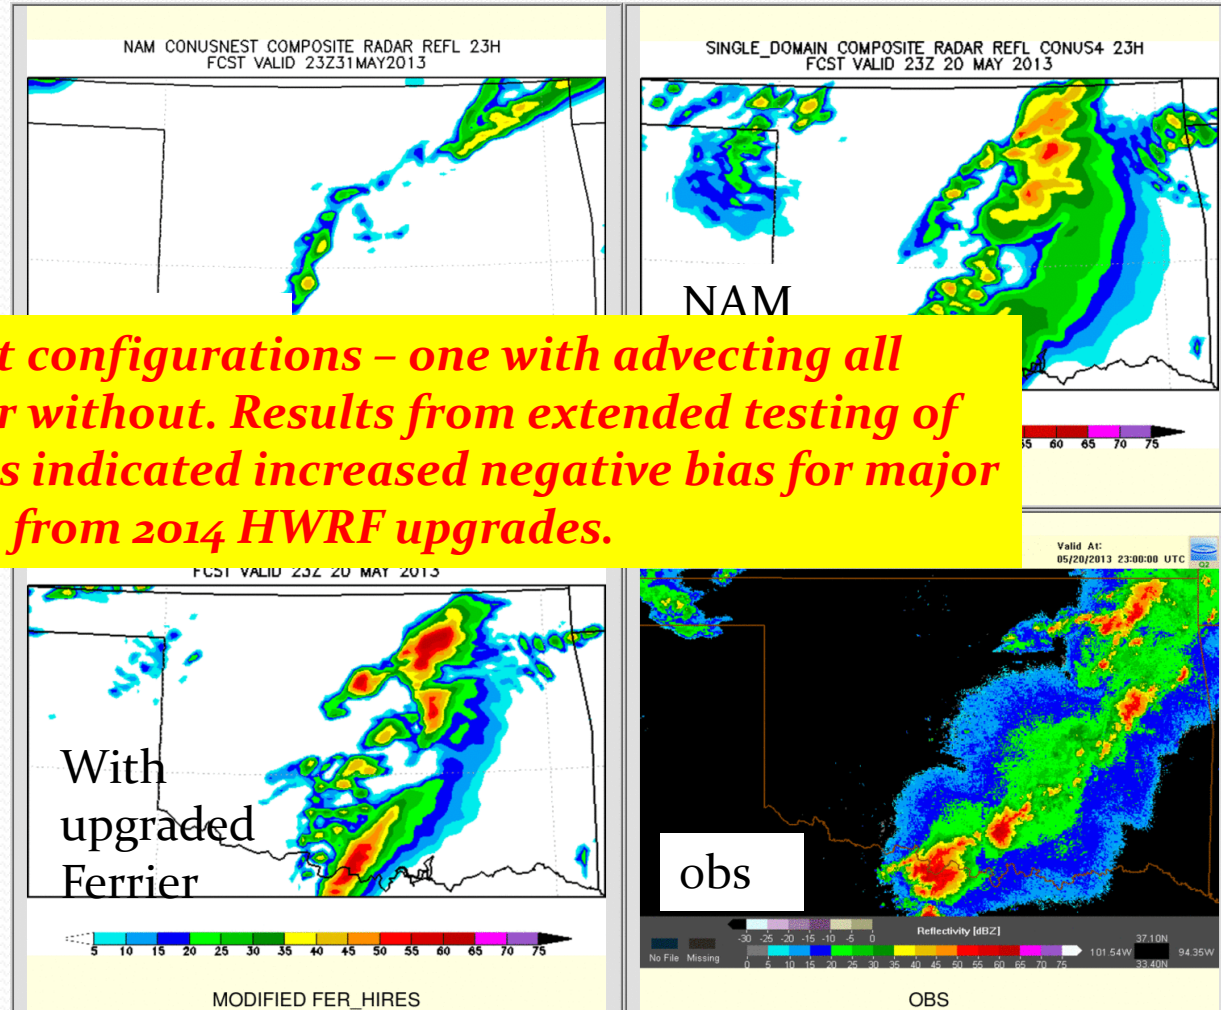 NAM CONUSNEST COMPOSITE RADAR REFL 23H
FCST VALID 23Z31MAY2013
SINGLE_DOMAIN COMPOSITE RADAR REFL CONUS4 23H
FCST VALID 23Z 20 MAY 2013
NAM
t configurations – one with advecting all
r without. Results from extended testing of
s indicated increased negative bias for major
from 2014 HWRF upgrades.
55 60 65 70 75
FCST VALID 23Z 20 MAY 2013
With
upgraded
Ferrier
5 10 15 20 25 30 35 40 45 50 55 60 65 70 75
MODIFIED FER_HIRES
Valid At:
05/20/2013 23:00:00 UTC
Q2
obs
No File Missing
-30 -25 -20 -15 -10 -5 0
Reflectivity [dBZ]
0 5 10 15 20 25 30 35 40 45 50 55 60 65 70 75
37.10N
101.54W 94.35W
33.40N
OBS